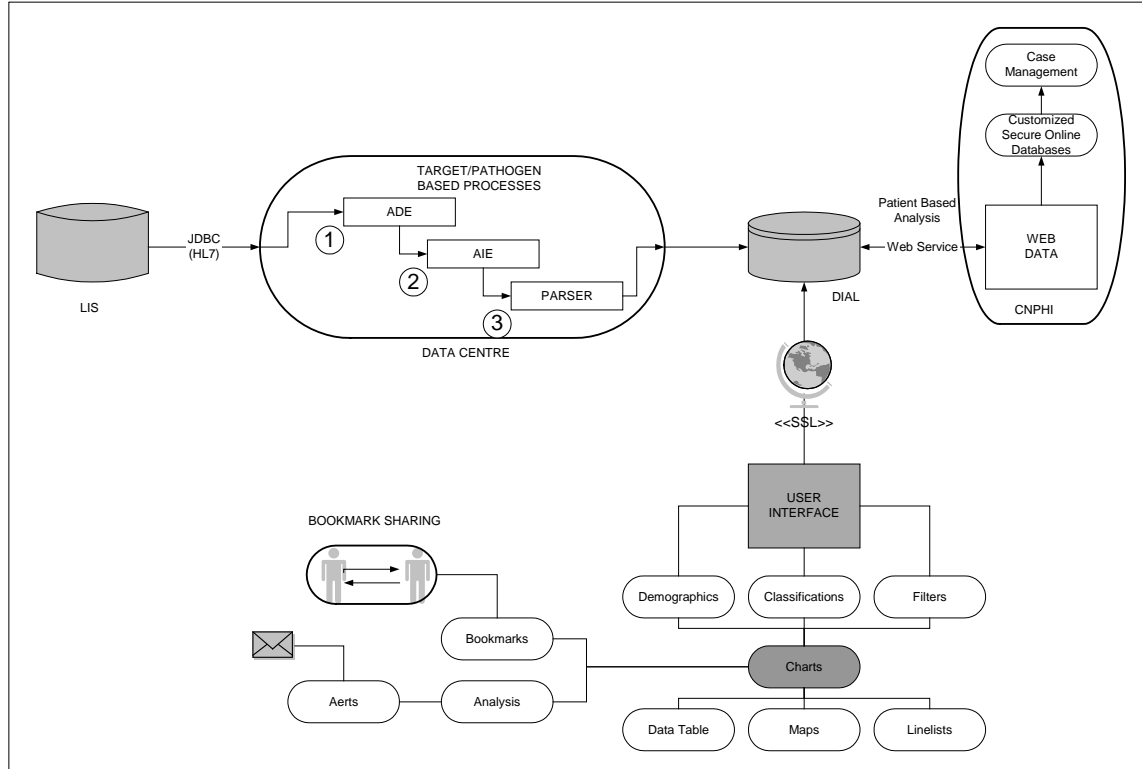 Case
Management
Customized
Secure Online
Databases
WEB
DATA
CNPHI
TARGET/PATHOGEN
BASED PROCESSES
ADE
1
AIE
2
PARSER
3
DATA CENTRE
JDBC
(HL7)
LIS
Patient Based
Analysis
Web Service
DIAL
<<SSL>>
USER
INTERFACE
BOOKMARK SHARING
Demographics
Classifications
Filters
Bookmarks
Charts
Aerts
Analysis
Data Table
Maps
Linelists